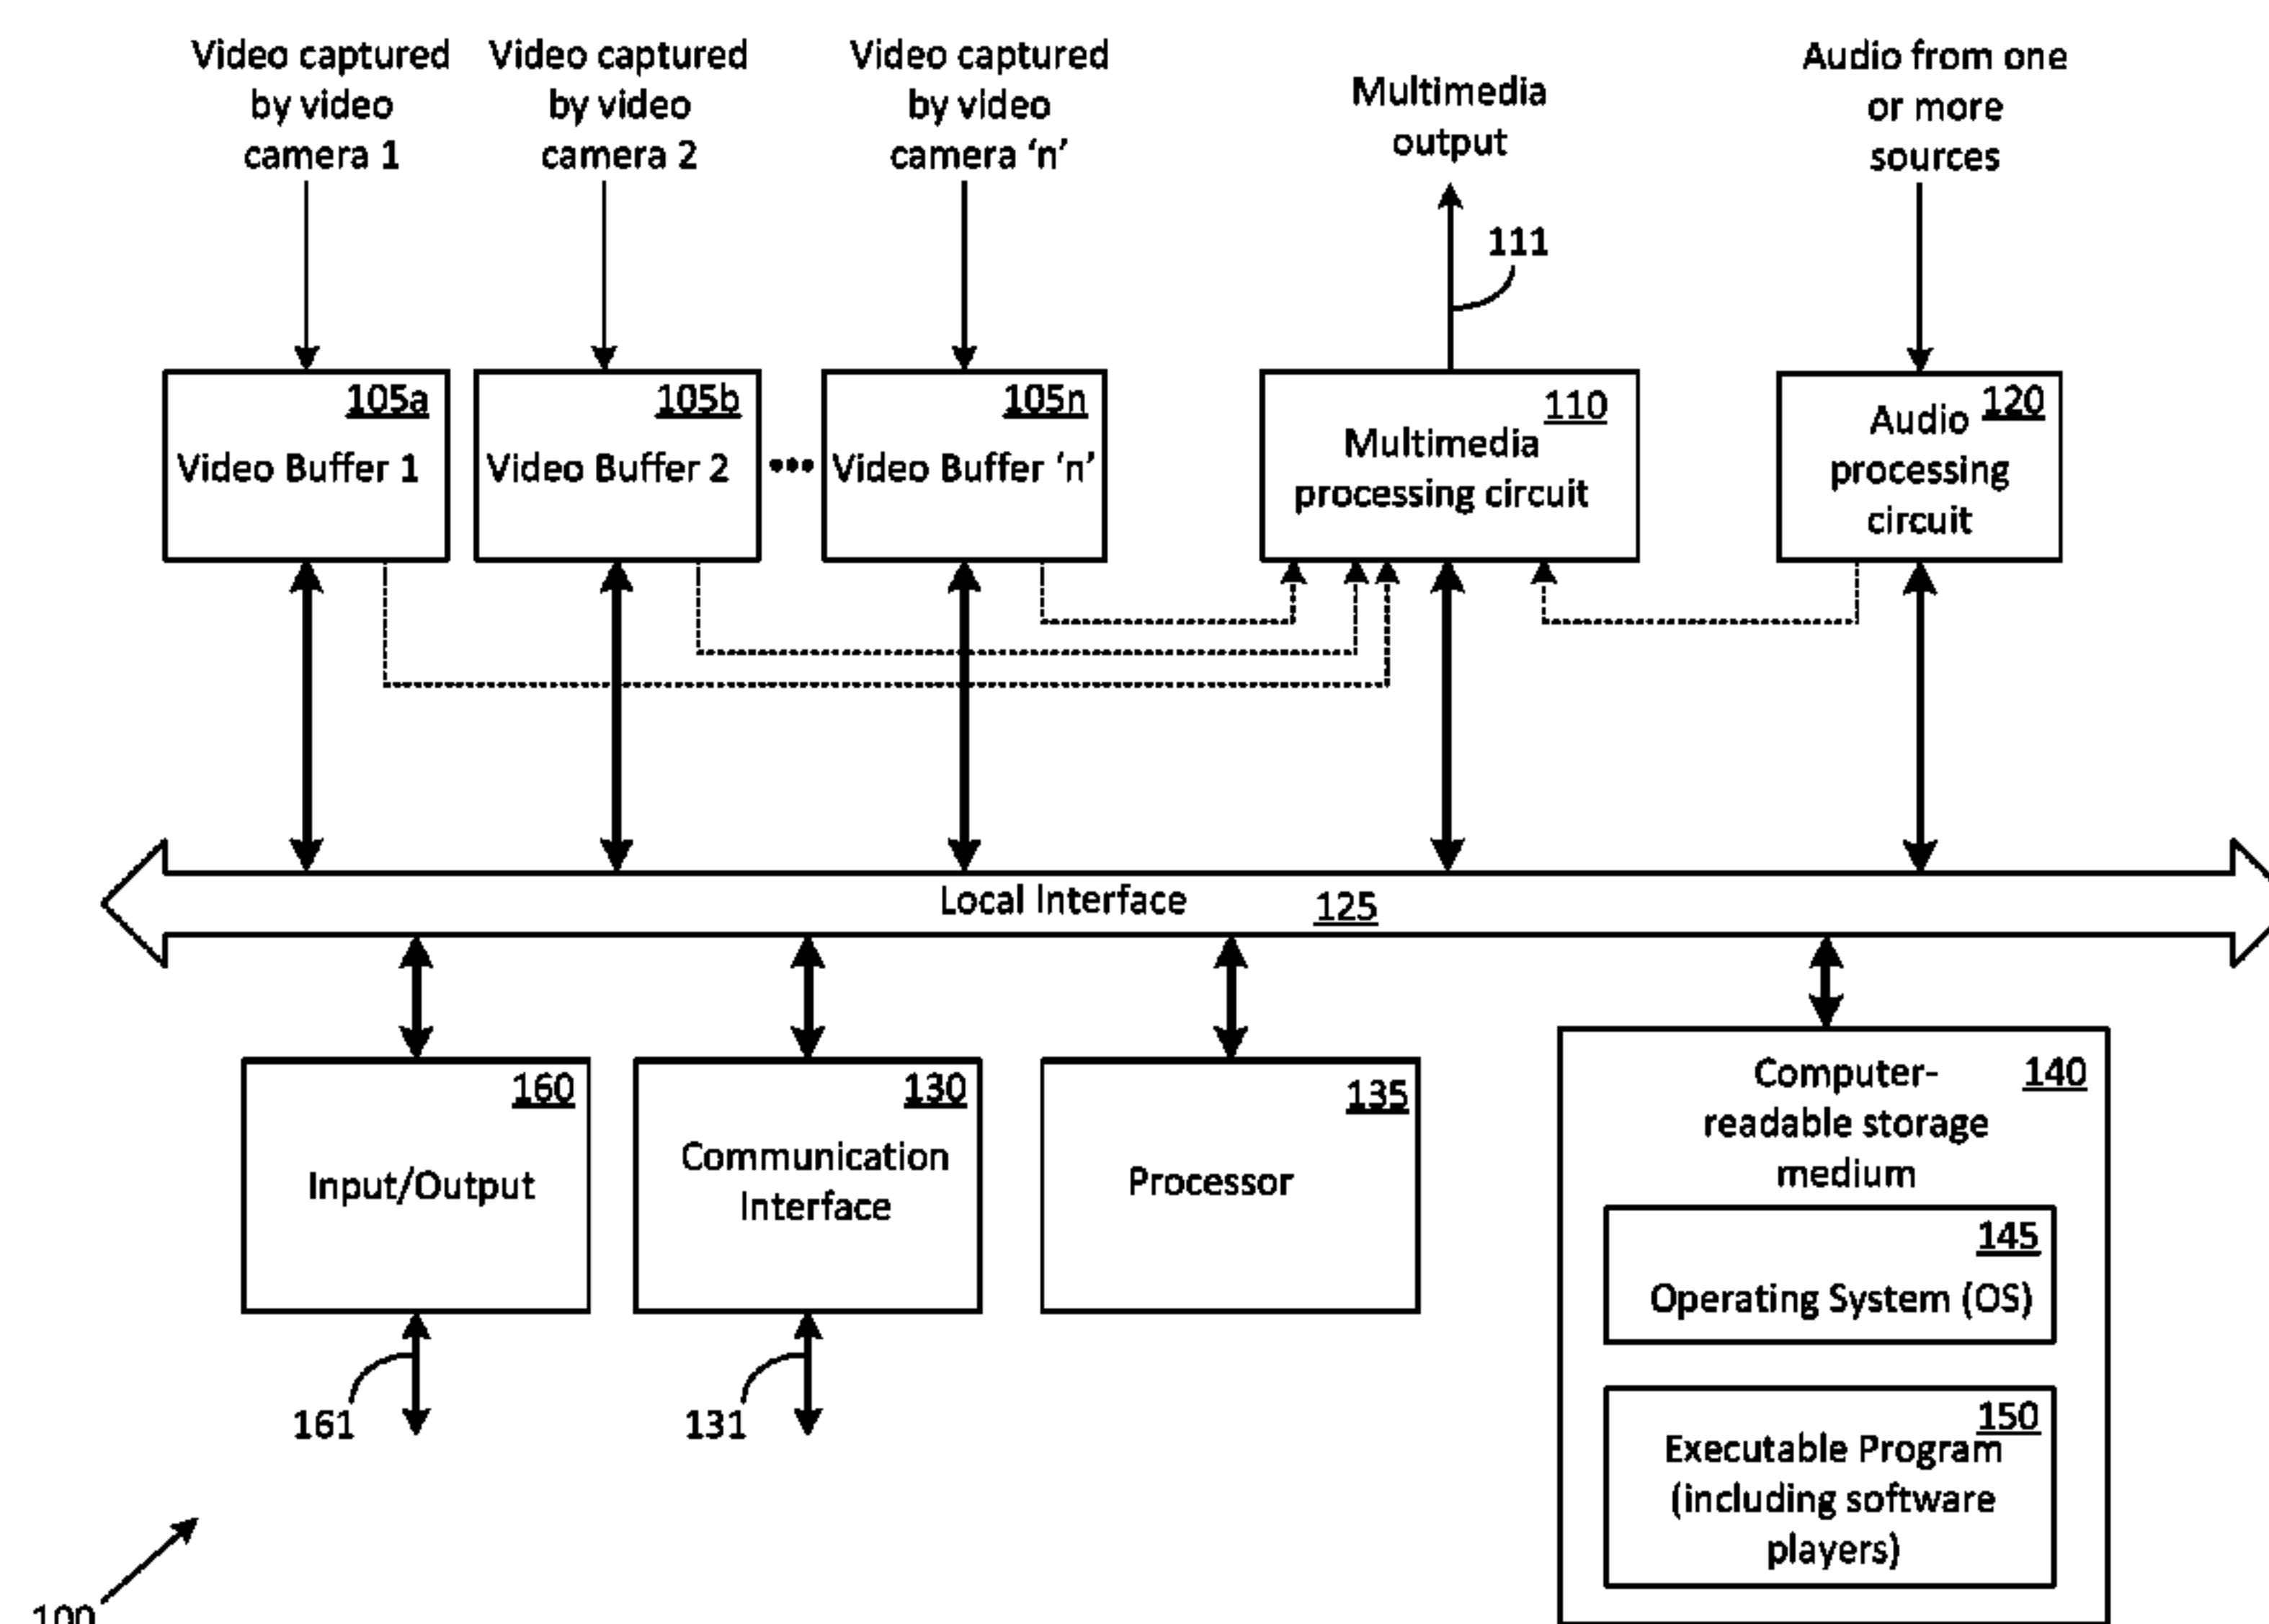 Video captured
by video
camera 1
Video captured
by video
camera 2
Video captured
by video
camera ‘n’
Multimedia
output
Audio from one
or more
sources
111
105a
Video Buffer 1
105b
Video Buffer 2
•••
105n
Video Buffer ‘n’
110
Multimedia
processing circuit
120
Audio
processing
circuit
Local Interface 125
160
Input/Output
130
Communication
Interface
135
Processor
140
Computer-
readable storage
medium
145
Operating System (OS)
150
Executable Program
(including software
players)
161
131
100